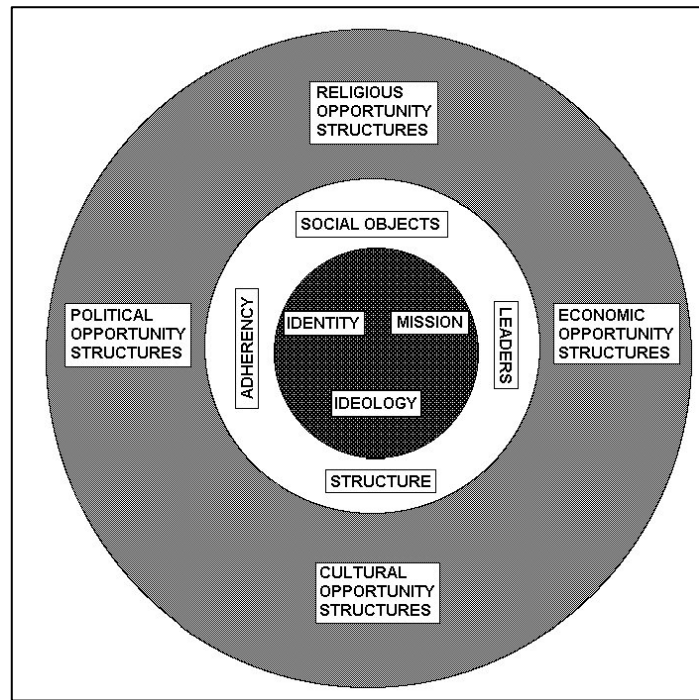 RELIGIOUS
OPPORTUNITY
STRUCTURES
SOCIAL OBJECTS
POLITICAL
OPPORTUNITY
STRUCTURES
ADHERENCY
IDENTITY
MISSION
LEADERS
ECONOMIC
OPPORTUNITY
STRUCTURES
IDEOLOGY
STRUCTURE
CULTURAL
OPPORTUNITY
STRUCTURES